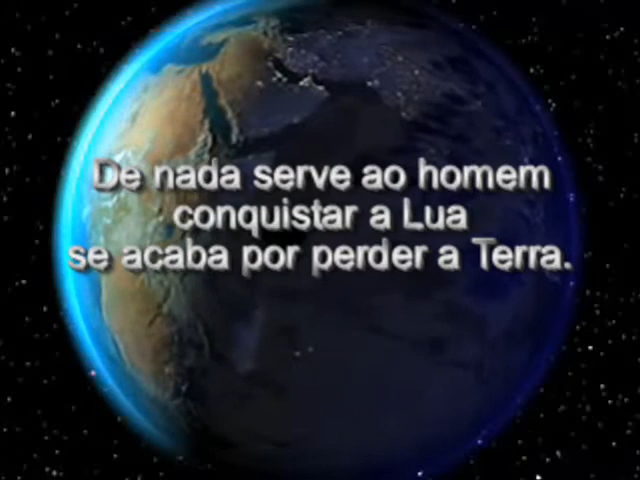 De nada serve ao homem
conquistar a Lua
se acaba por perder a Terra.